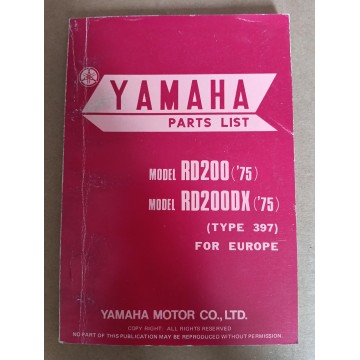 YAMAHA
PARTS LIST
MODEL RD200 ('75)
MODEL RD200DX ('75)
(TYPE 397)
FOR EUROPE
YAMAHA MOTOR CO., LTD.
COPY RIGHT: ALL RIGHTS RESERVED
NO PART OF THIS PUBLICATION MAY BE REPRODUCED WITHOUT PERMISSION.